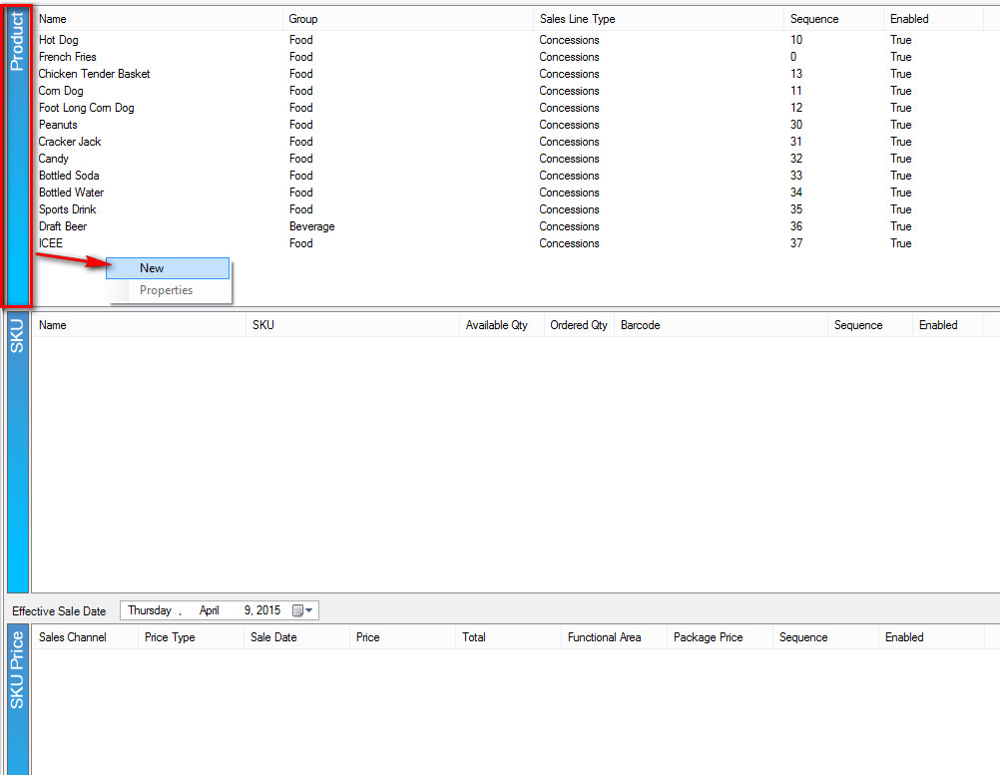 Product
Name Group Sales Line Type Sequence Enabled
Hot Dog Food Concessions 10 True
French Fries Food Concessions 0 True
Chicken Tender Basket Food Concessions 13 True
Corn Dog Food Concessions 11 True
Foot Long Corn Dog Food Concessions 12 True
Peanuts Food Concessions 30 True
Cracker Jack Food Concessions 31 True
Candy Food Concessions 32 True
Bottled Soda Food Concessions 33 True
Bottled Water Food Concessions 34 True
Sports Drink Food Concessions 35 True
Draft Beer Beverage Concessions 36 True
ICEE Food Concessions 37 True
New
Properties
SKU
Name SKU Available Qty Ordered Qty Barcode Sequence Enabled
Effective Sale Date Thursday , April 9, 2015
SKU Price
Sales Channel Price Type Sale Date Price Total Functional Area Package Price Sequence Enabled